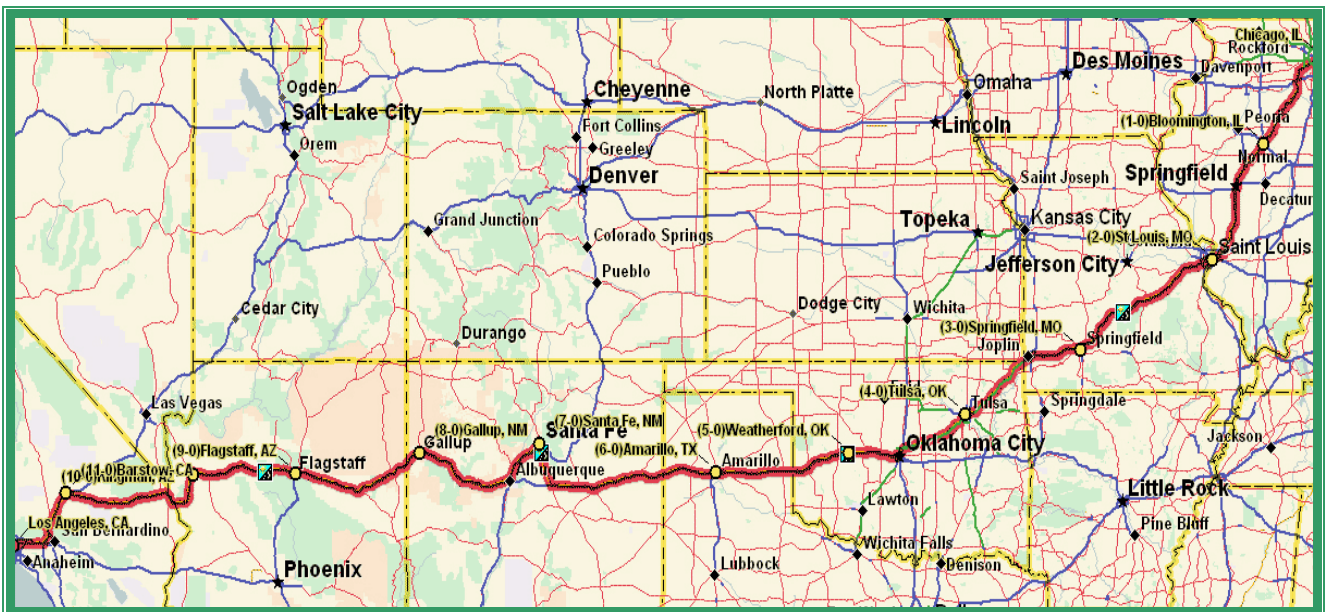 Chicago, IL
Rockford
Des Moines
Davenport
Ogden
Cheyenne
North Platte
Omaha
Salt Lake City
Fort Collins
Lincoln
(1-0)Bloomington, IL
Peoria
Orem
Greeley
Normal
Denver
Saint Joseph
Springfield
Decatur
Grand Junction
Topeka
Kansas City
Colorado Springs
(2-0)St Louis, MO
Saint Louis
Jefferson City
Pueblo
Cedar City
Dodge City
Wichita
Durango
(3-0)Springfield, MO
Joplin
Springfield
Las Vegas
(4-0)Tulsa, OK
Tulsa
Springdale
(7-0)Santa Fe, NM
(8-0)Gallup, NM
Santa Fe
(5-0)Weatherford, OK
Jackson
(9-0)Flagstaff, AZ
Gallup
(6-0)Amarillo, TX
Oklahoma City
Flagstaff
Albuquerque
Amarillo
(11-0)Barstow, CA
(10-0)Kingman, AZ
Little Rock
Lawton
Los Angeles, CA
San Bernardino
Pine Bluff
Wichita Falls
Anaheim
Phoenix
Lubbock
Denison